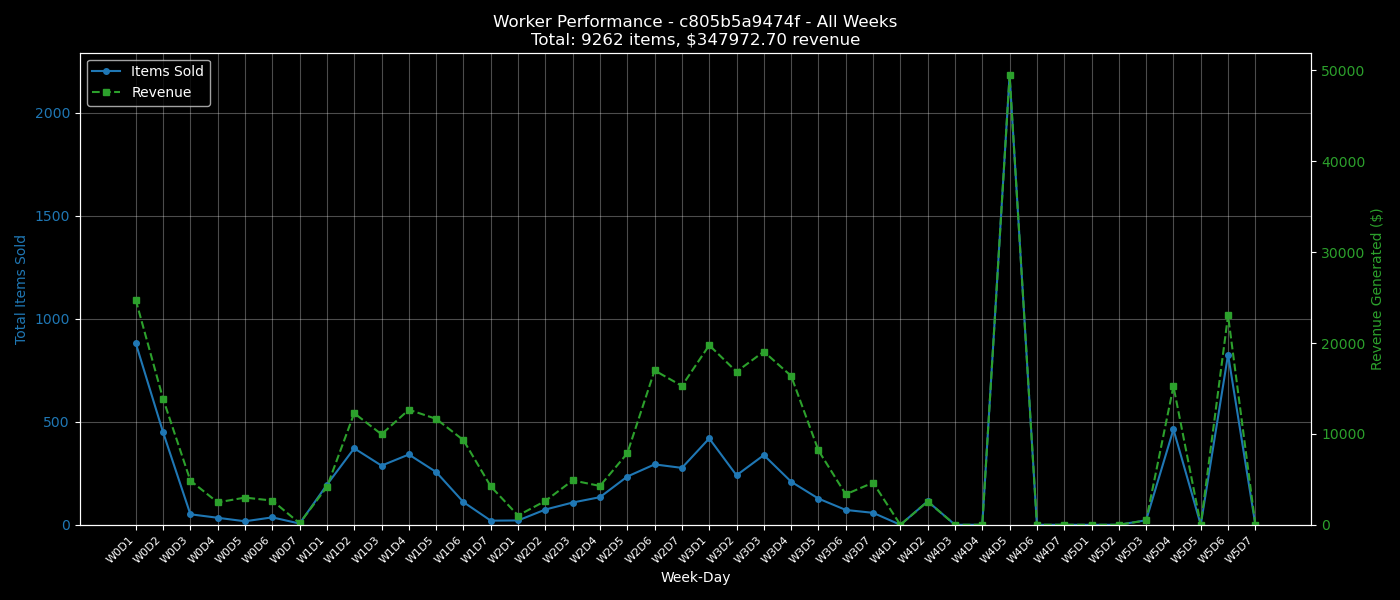 Worker Performance - c805b5a9474f - All Weeks
Total: 9262 items, $347972.70 revenue
Items Sold
Revenue
Total Items Sold
2000
1500
1000
500
0
50000
40000
30000
20000
10000
0
Revenue Generated ($)
W0D1 W0D2 W0D3 W0D4 W0D5 W0D6 W0D7 W1D1 W1D2 W1D3 W1D4 W1D5 W1D6 W1D7 W2D1 W2D2 W2D3 W2D4 W2D5 W2D6 W2D7 W3D1 W3D2 W3D3 W3D4 W3D5 W3D6 W3D7 W4D1 W4D2 W4D3 W4D4 W4D5 W4D6 W4D7 W5D1 W5D2 W5D3 W5D4 W5D5 W5D6 W5D7
Week-Day